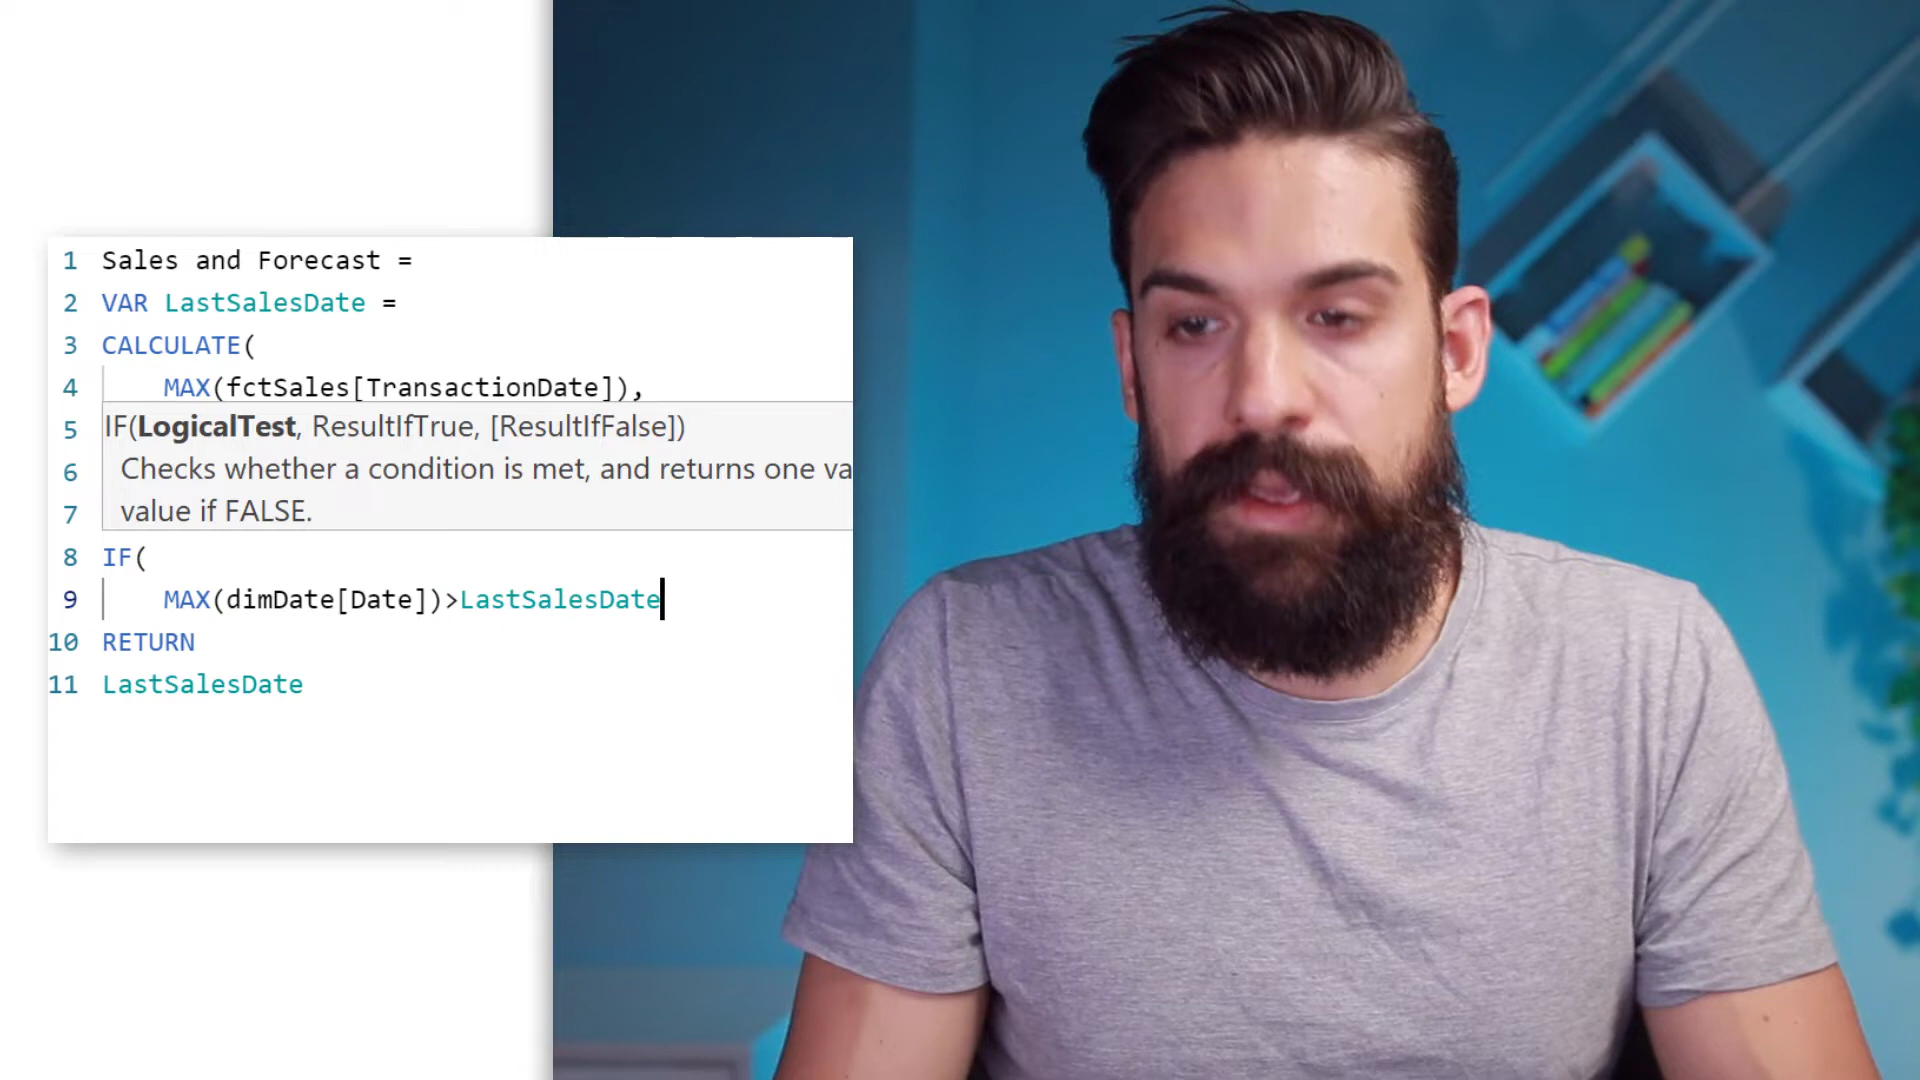 1 Sales and Forecast =
2 VAR LastSalesDate =
3 CALCULATE(
4 MAX(fctSales[TransactionDate]),
5 IF(LogicalTest, ResultIfTrue, [ResultIfFalse])
6 Checks whether a condition is met, and returns one va
7 value if FALSE.
8 IF(
9 MAX(dimDate[Date])>LastSalesDate
10 RETURN
11 LastSalesDate